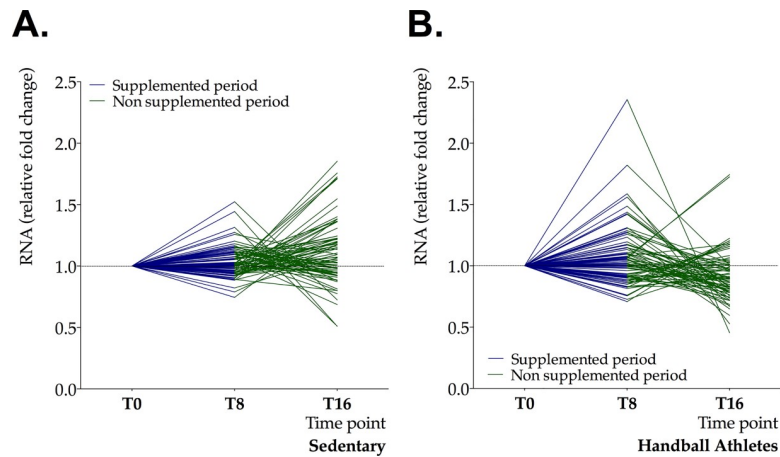 A.
RNA (relative fold change)
2.5
2.0
1.5
1.0
0.5
0.0
Supplemented period
Non supplemented period
T0 T8 T16
Time point
Sedentary
B.
RNA (relative fold change)
2.5
2.0
1.5
1.0
0.5
0.0
Supplemented period
Non supplemented period
T0 T8 T16
Time point
Handball Athletes